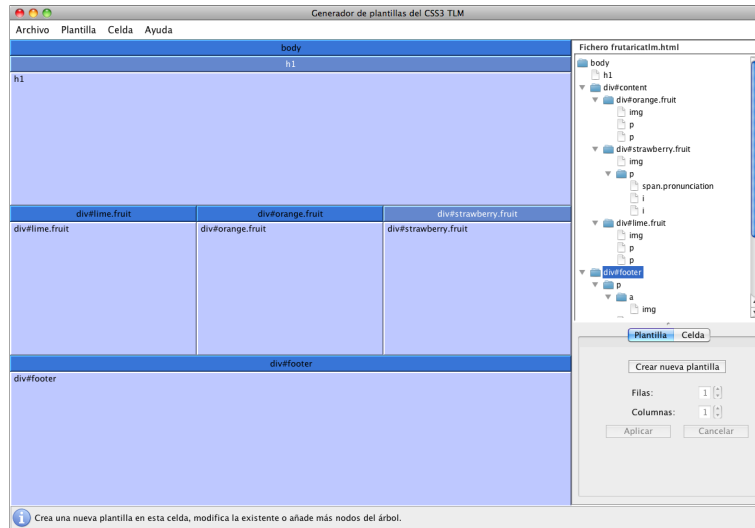 Generador de plantillas del CSS3 TLM
Archivo Plantilla Celda Ayuda
body
h1
h1
div#lime.fruit div#orange.fruit div#strawberry.fruit
div#lime.fruit div#orange.fruit div#strawberry.fruit
div#footer
div#footer
Fichero frutaricatlm.html
body
h1
div#content
div#orange.fruit
img
p
p
div#strawberry.fruit
img
p
span.pronunciation
i
i
div#lime.fruit
img
p
p
div#footer
p
a
img
Plantilla Celda
Crear nueva plantilla
Filas: 1
Columnas: 1
Aplicar Cancelar
Crea una nueva plantilla en esta celda, modifica la existente o añade más nodos del árbol.